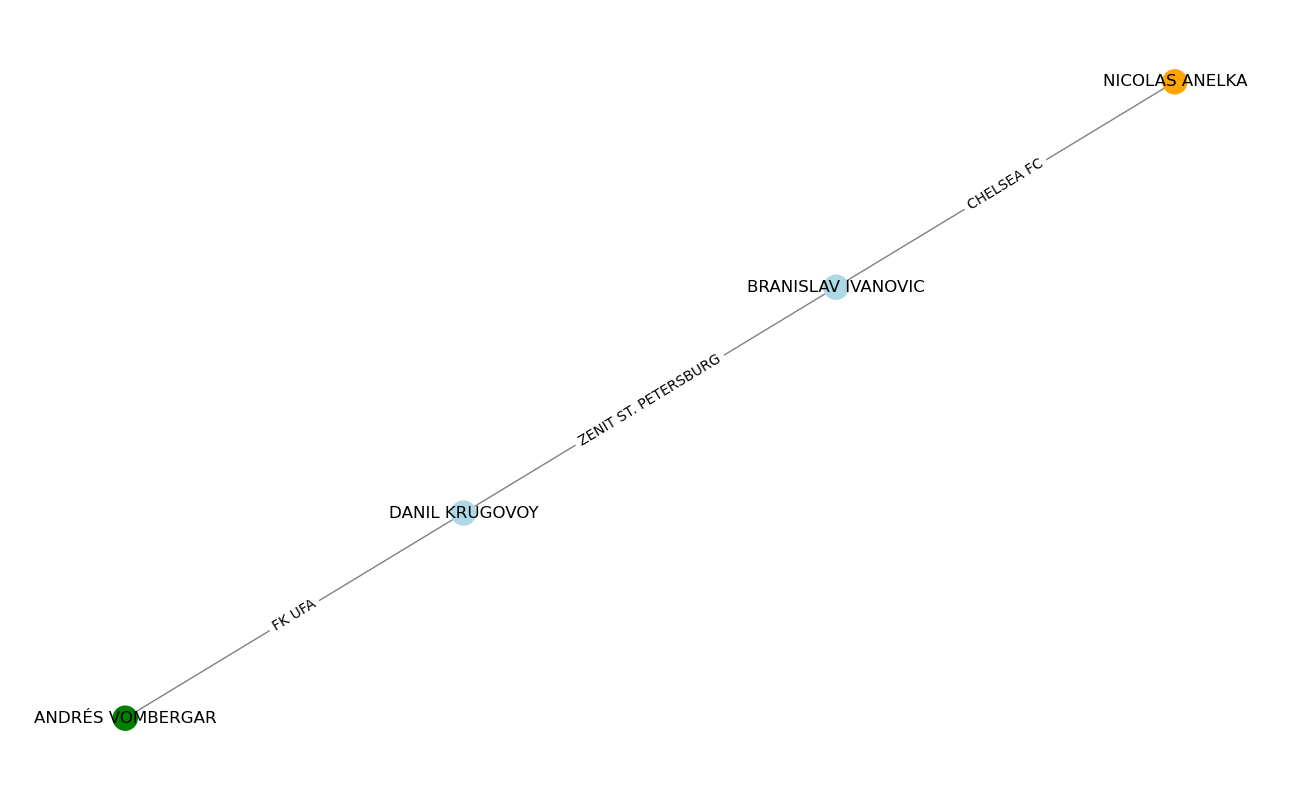 NICOLAS ANELKA
CHELSEA FC
BRANISLAV IVANOVIC
ZENIT ST. PETERSBURG
DANIL KRUGOVOY
FK UFA
ANDRÉS VOMBERGAR